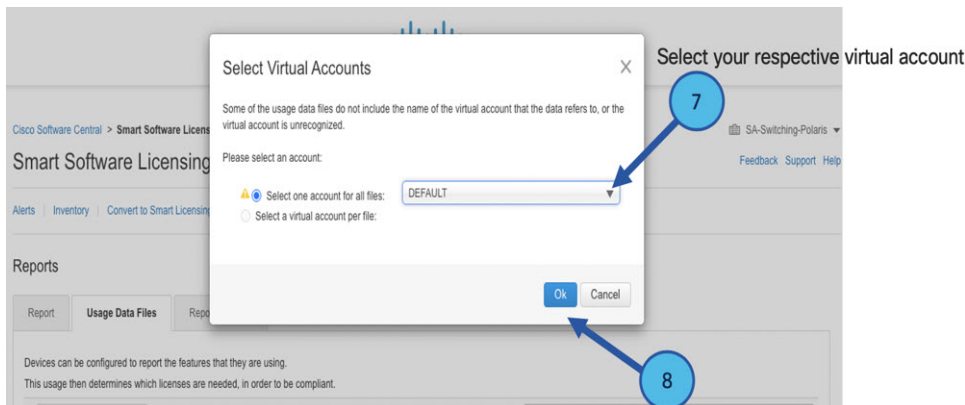 Select Virtual Accounts
X
Select your respective virtual account
7
Some of the usage data files do not include the name of the virtual account that the data refers to, or the
virtual account is unrecognized.
Cisco Software Central > Smart Software Licens
SA-Switching-Polaris
Smart Software Licensing
Please select an account:
Feedback Support Help
Select one account for all files: DEFAULT
Alerts | Inventory | Convert to Smart Licensing
Select a virtual account per file:
Reports
Ok Cancel
Report Usage Data Files Repo
Devices can be configured to report the features that they are using.
This usage then determines which licenses are needed, in order to be compliant.
8